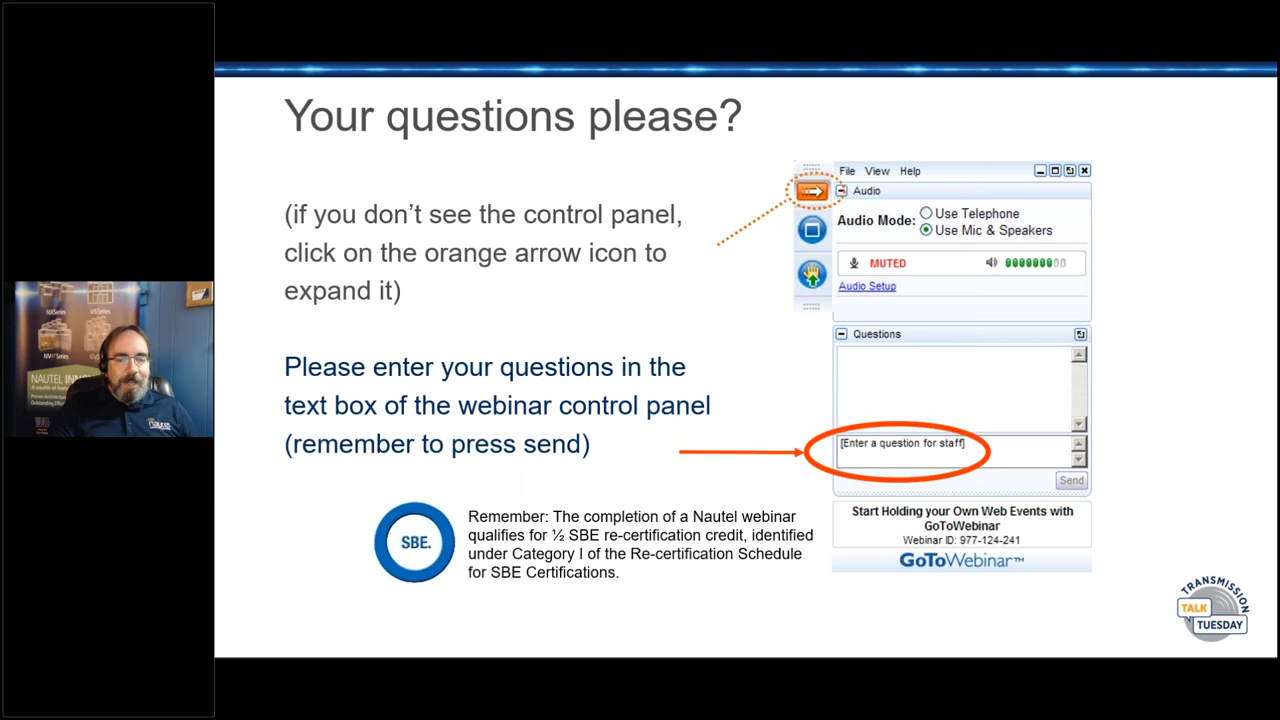 Your questions please?
(if you don’t see the control panel,
click on the orange arrow icon to
expand it)
Please enter your questions in the
text box of the webinar control panel
(remember to press send)
SBE.
Remember: The completion of a Nautel webinar
qualifies for ½ SBE re-certification credit, identified
under Category I of the Re-certification Schedule
for SBE Certifications.
File View Help
Audio
Audio Mode: Use Telephone
Use Mic & Speakers
MUTED
Audio Setup
Questions
[Enter a question for staff]
Send
Start Holding your Own Web Events with
GoToWebinar
Webinar ID: 977-124-241
GoToWebinar™
TRANSMISSION
TALK
TUESDAY
NXSeries
VSSeries
NAUTEL
Nautel